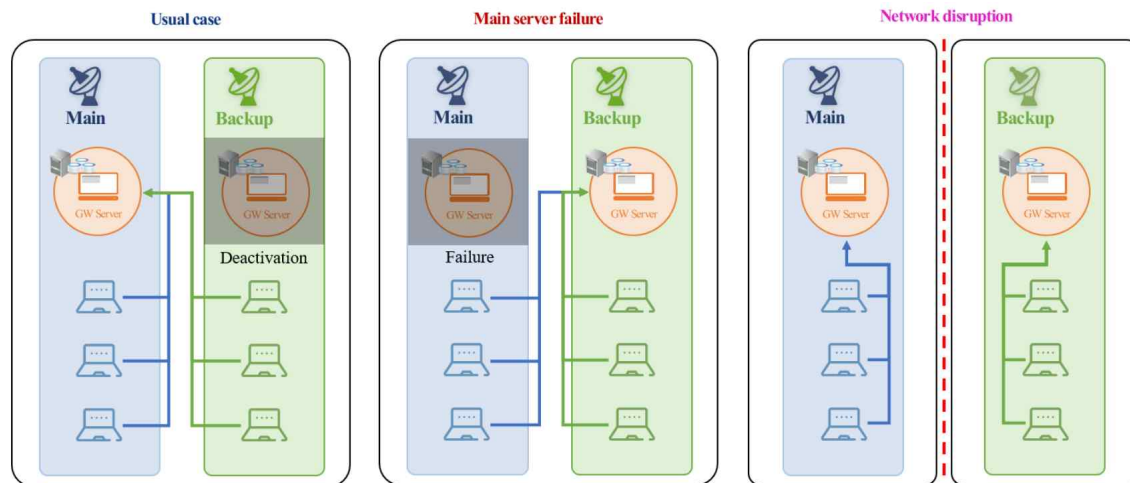 Usual case
Main
Backup
GW Server
GW Server
Deactivation
Main server failure
Main
Backup
GW Server
GW Server
Failure
Network disruption
Main
Backup
GW Server
GW Server